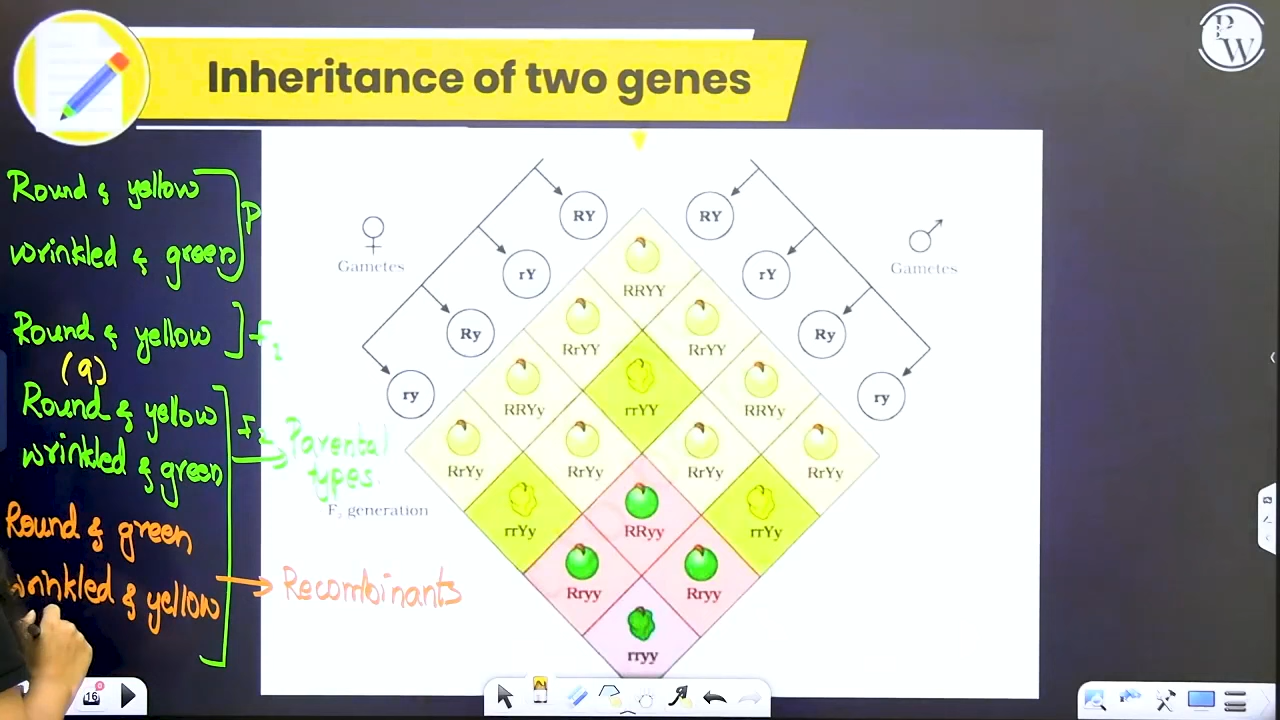 PW
Inheritance of two genes
Round & yellow
wrinkled & green
P
Round & yellow
F1
(9)
Round & yellow
wrinkled & green
F2
Parental types.
Round & green
wrinkled & yellow
Recombinants
Gametes
RY
rY
Ry
ry
RY
rY
Ry
ry
Gametes
RRYY
RrYY
RrYY
RRYy
rrYY
RRYy
RrYy
RrYy
RrYy
RrYy
F2 generation
rrYy
RRyy
rrYy
Rryy
Rryy
rryy
16